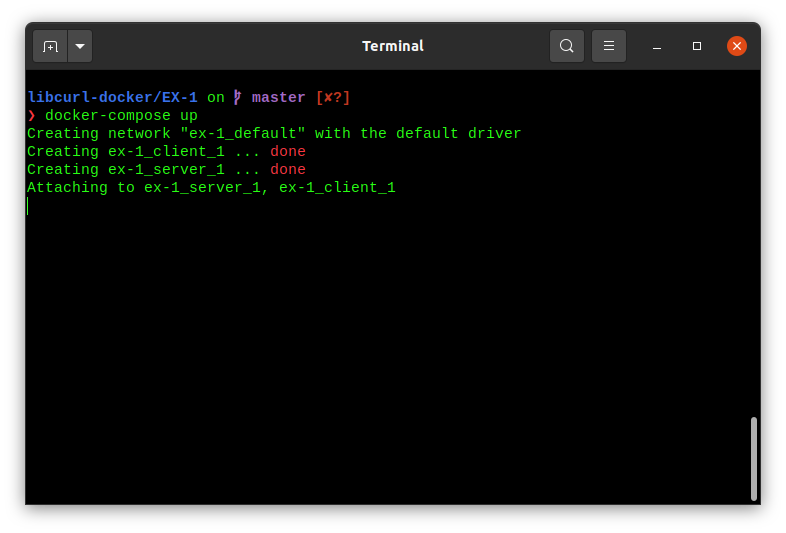 Terminal
libcurl-docker/EX-1 on master [✘?]
❯ docker-compose up
Creating network "ex-1_default" with the default driver
Creating ex-1_client_1 ... done
Creating ex-1_server_1 ... done
Attaching to ex-1_server_1, ex-1_client_1